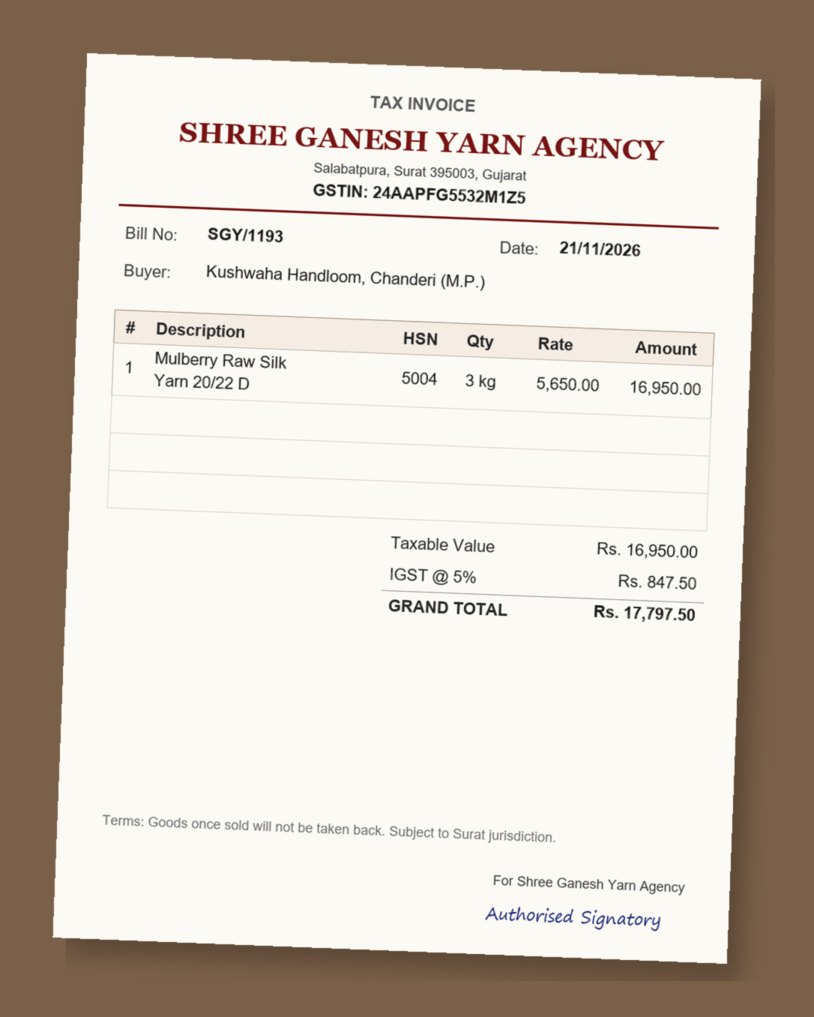 TAX INVOICE
SHREE GANESH YARN AGENCY
Salabatpura, Surat 395003, Gujarat
GSTIN: 24AAPFG5532M1Z5
Bill No: SGY/1193 Date: 21/11/2026
Buyer: Kushwaha Handloom, Chanderi (M.P.)
# Description HSN Qty Rate Amount
1 Mulberry Raw Silk
Yarn 20/22 D 5004 3 kg 5,650.00 16,950.00
Taxable Value Rs. 16,950.00
IGST @ 5% Rs. 847.50
GRAND TOTAL Rs. 17,797.50
Terms: Goods once sold will not be taken back. Subject to Surat jurisdiction.
For Shree Ganesh Yarn Agency
Authorised Signatory